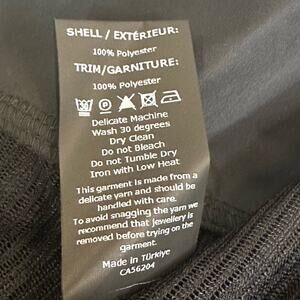 SHELL / EXTÉRIEUR:
100% Polyester
TRIM/GARNITURE:
100% Polyester
Delicate Machine
Wash 30 degrees
Dry Clean
Do not Bleach
Do not Tumble Dry
Iron with Low Heat
This garment is made from a
delicate yarn and should be
handled with care.
To avoid snagging the yarn we
recommend that jewellery is
removed before trying on the
garment.
Made in Türkiye
CA56204